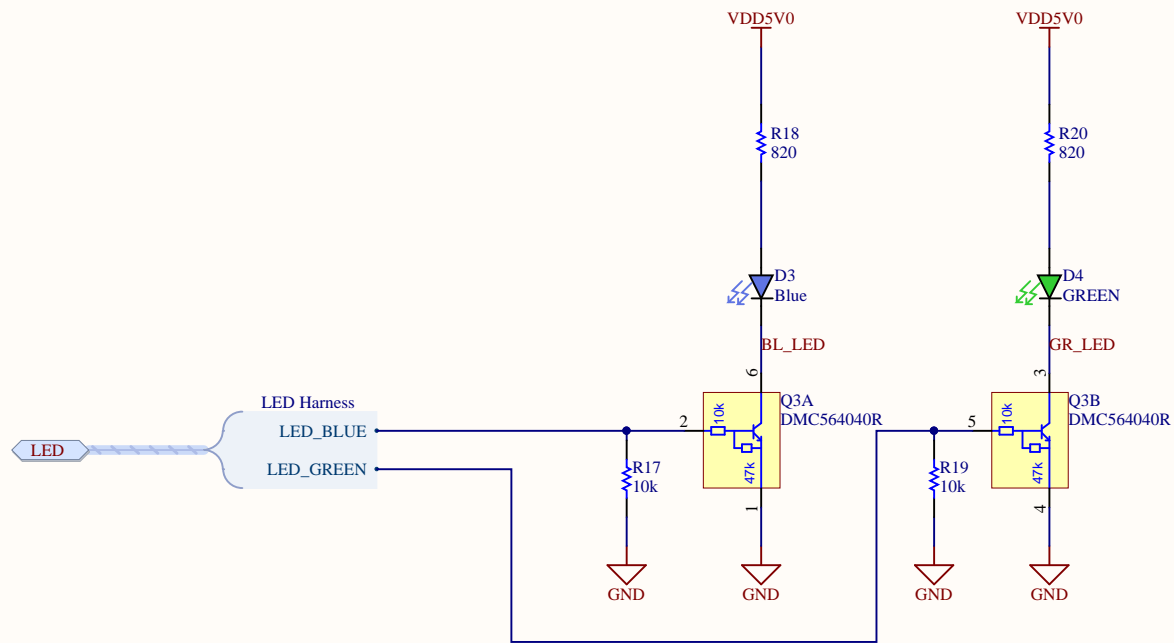 VDD5V0
VDD5V0
R18
820
R20
820
D3
Blue
D4
GREEN
BL_LED
GR_LED
6
3
LED Harness
Q3A
DMC564040R
Q3B
DMC564040R
LED_BLUE
2
10k
5
10k
LED
LED_GREEN
R17
10k
47k
R19
10k
47k
1
4
GND
GND
GND
GND